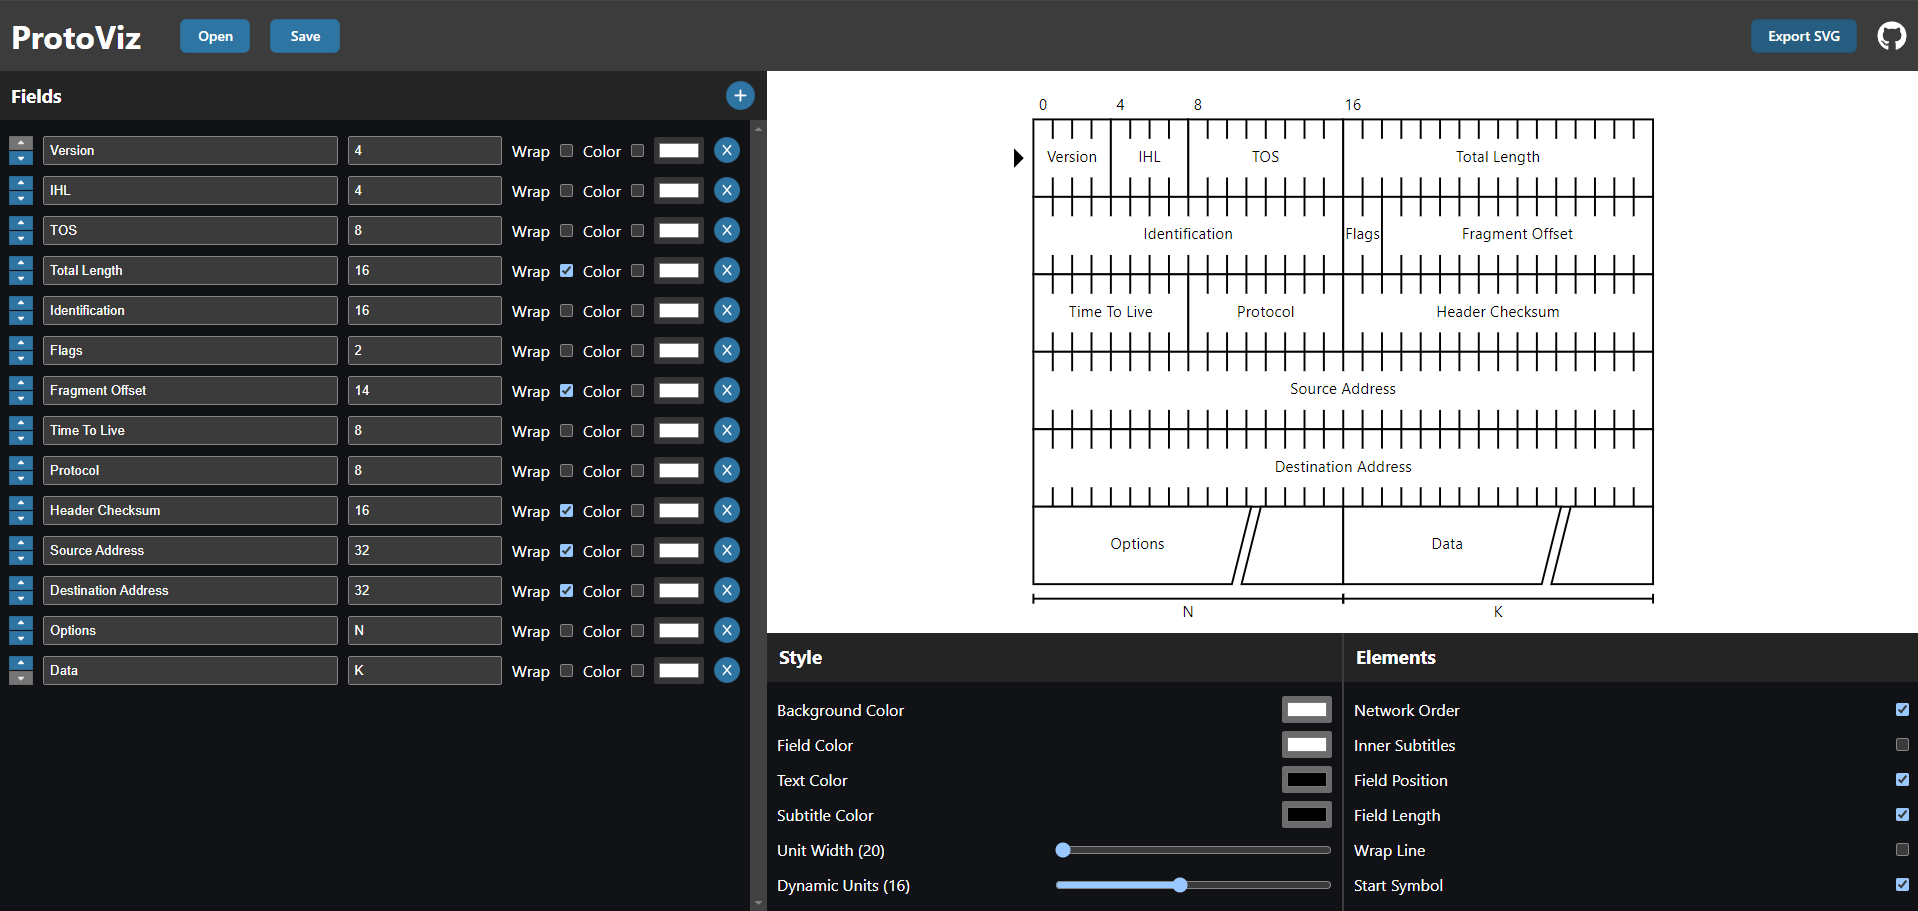 ProtoViz Open Save Export SVG
Fields +
Version 4 Wrap Color X
IHL 4 Wrap Color X
TOS 8 Wrap Color X
Total Length 16 Wrap Color X
Identification 16 Wrap Color X
Flags 2 Wrap Color X
Fragment Offset 14 Wrap Color X
Time To Live 8 Wrap Color X
Protocol 8 Wrap Color X
Header Checksum 16 Wrap Color X
Source Address 32 Wrap Color X
Destination Address 32 Wrap Color X
Options N Wrap Color X
Data K Wrap Color X
0 4 8 16
Version IHL TOS Total Length
Identification Flags Fragment Offset
Time To Live Protocol Header Checksum
Source Address
Destination Address
Options Data
N K
Style
Background Color
Field Color
Text Color
Subtitle Color
Unit Width (20)
Dynamic Units (16)
Elements
Network Order
Inner Subtitles
Field Position
Field Length
Wrap Line
Start Symbol